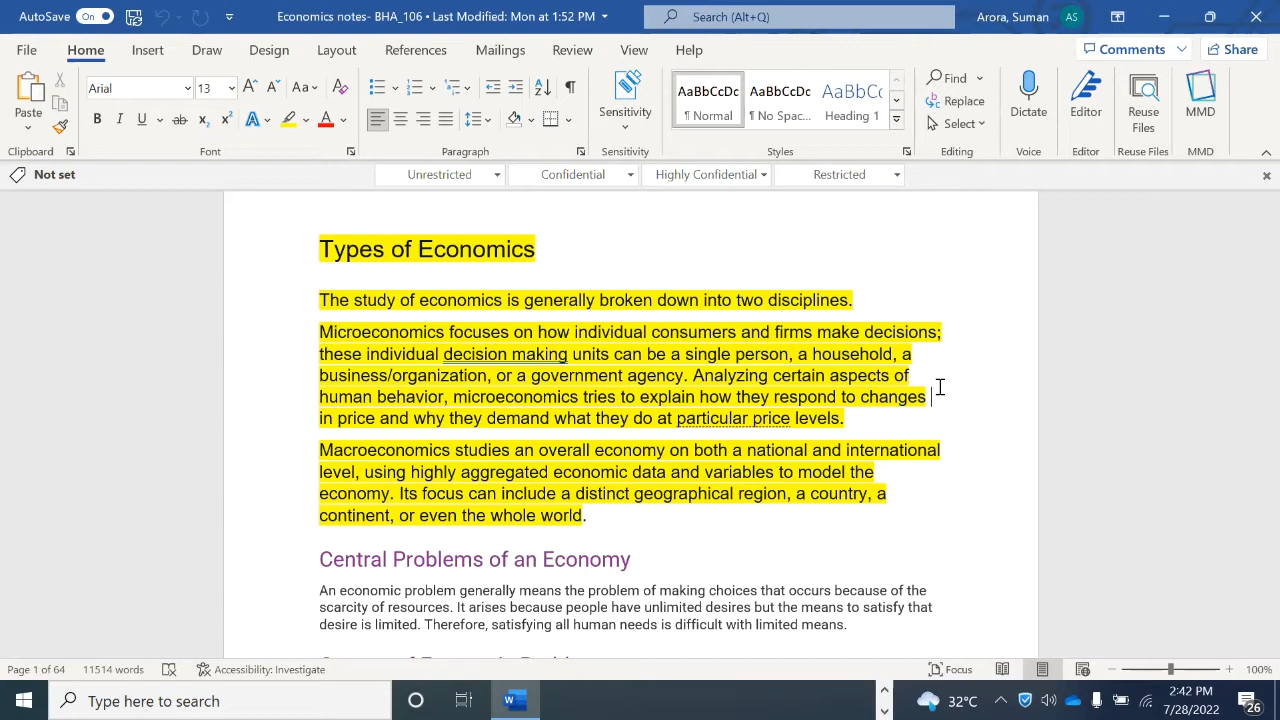 AutoSave On Economics notes- BHA_106 • Last Modified: Mon at 1:52 PM Search (Alt+Q) Arora, Suman AS
File Home Insert Draw Design Layout References Mailings Review View Help Comments Share
Arial 13 Aa
Paste B I U ab x₂ x² A A
Sensitivity
AaBbCcDc AaBbCcDc AaBbCc
¶ Normal ¶ No Spac... Heading 1
Find
Replace
Select
Dictate Editor Reuse Files MMD
Clipboard Font Paragraph Sensitivity Styles Editing Voice Editor Reuse Files MMD
Not set Unrestricted Confidential Highly Confidential Restricted
Types of Economics
The study of economics is generally broken down into two disciplines.
Microeconomics focuses on how individual consumers and firms make decisions;
these individual decision making units can be a single person, a household, a
business/organization, or a government agency. Analyzing certain aspects of
human behavior, microeconomics tries to explain how they respond to changes
in price and why they demand what they do at particular price levels.
Macroeconomics studies an overall economy on both a national and international
level, using highly aggregated economic data and variables to model the
economy. Its focus can include a distinct geographical region, a country, a
continent, or even the whole world.
Central Problems of an Economy
An economic problem generally means the problem of making choices that occurs because of the
scarcity of resources. It arises because people have unlimited desires but the means to satisfy that
desire is limited. Therefore, satisfying all human needs is difficult with limited means.
Page 1 of 64 11514 words Accessibility: Investigate Focus 100%
Type here to search 32°C 2:42 PM
7/28/2022 26